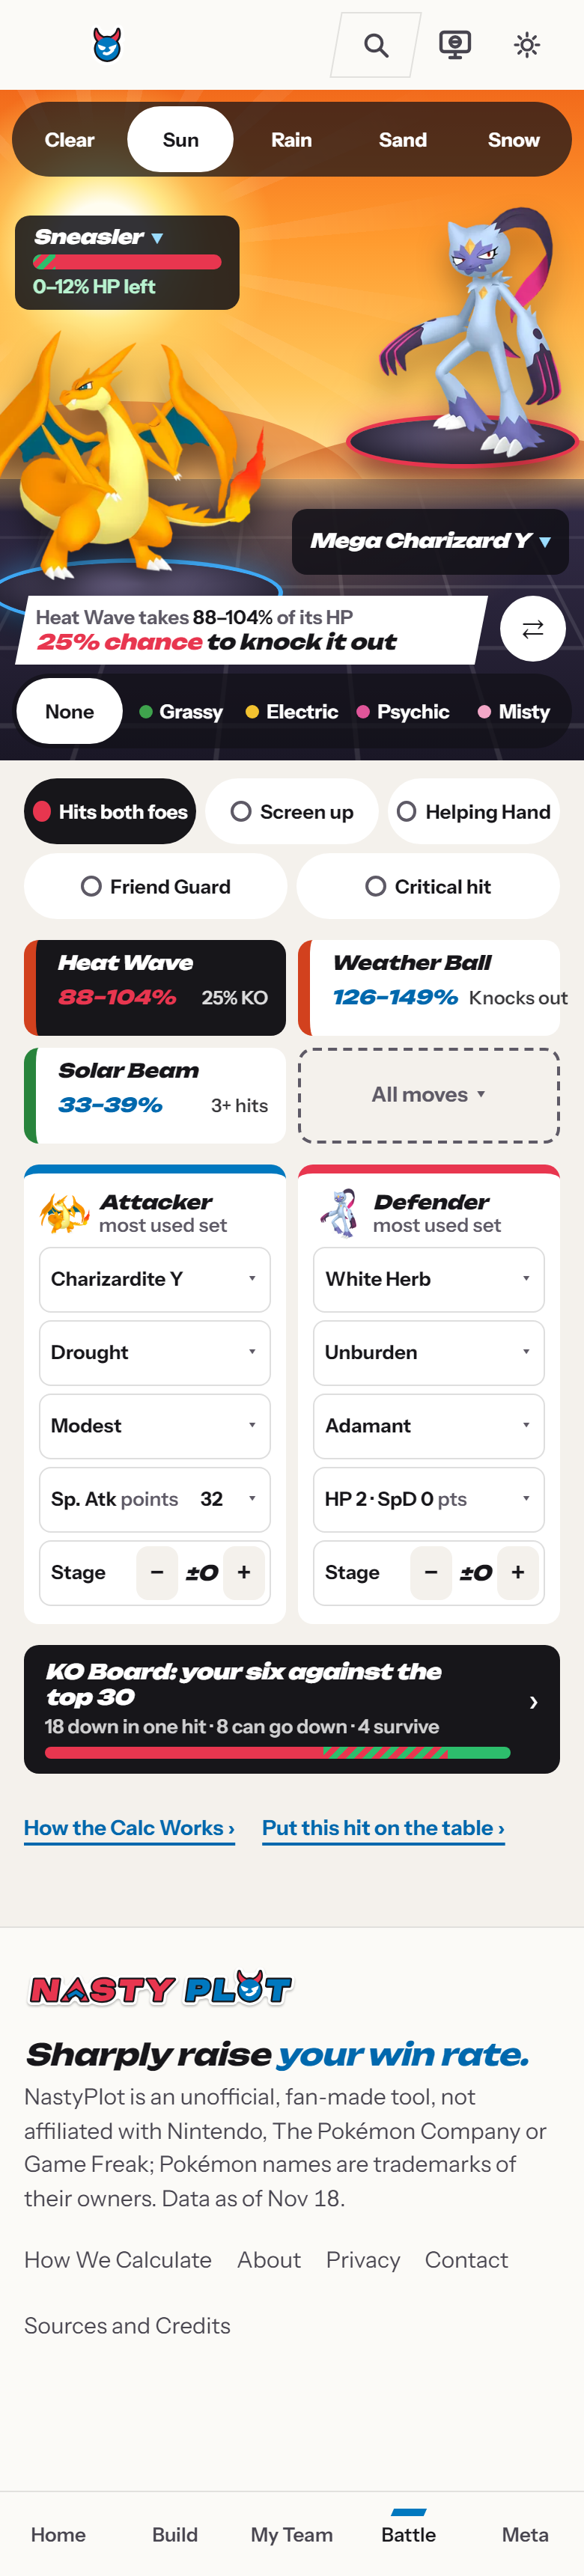 Clear
Sun
Rain
Sand
Snow
Sneasler ▼
0–12% HP left
Mega Charizard Y ▼
Heat Wave takes 88–104% of its HP
25% chance to knock it out
None
Grassy
Electric
Psychic
Misty
Hits both foes
Screen up
Helping Hand
Friend Guard
Critical hit
Heat Wave
88–104% 25% KO
Weather Ball
126–149% Knocks out
Solar Beam
33–39% 3+ hits
All moves ▾
Attacker
most used set
Charizardite Y
Drought
Modest
Sp. Atk points 32
Stage − ±0 +
Defender
most used set
White Herb
Unburden
Adamant
HP 2 · SpD 0 pts
Stage − ±0 +
KO Board: your six against the
top 30
18 down in one hit · 8 can go down · 4 survive
How the Calc Works ›
Put this hit on the table ›
NASTY PLOT
Sharply raise your win rate.
NastyPlot is an unofficial, fan-made tool, not
affiliated with Nintendo, The Pokémon Company or
Game Freak; Pokémon names are trademarks of
their owners. Data as of Nov 18.
How We Calculate
About
Privacy
Contact
Sources and Credits
Home
Build
My Team
Battle
Meta